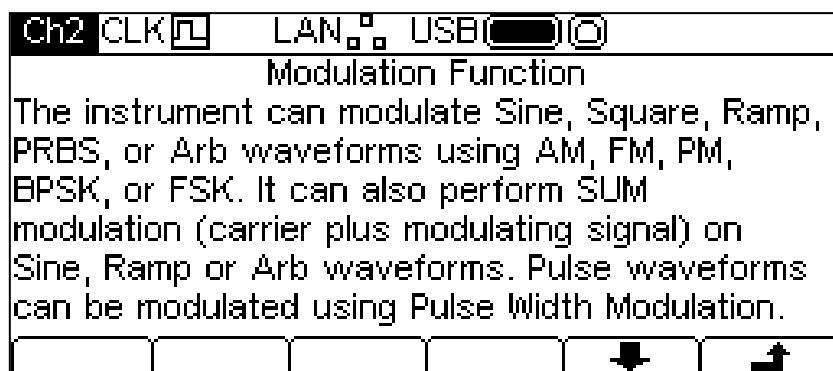 Ch2 CLK LAN USB
Modulation Function
The instrument can modulate Sine, Square, Ramp,
PRBS, or Arb waveforms using AM, FM, PM,
BPSK, or FSK. It can also perform SUM
modulation (carrier plus modulating signal) on
Sine, Ramp or Arb waveforms. Pulse waveforms
can be modulated using Pulse Width Modulation.